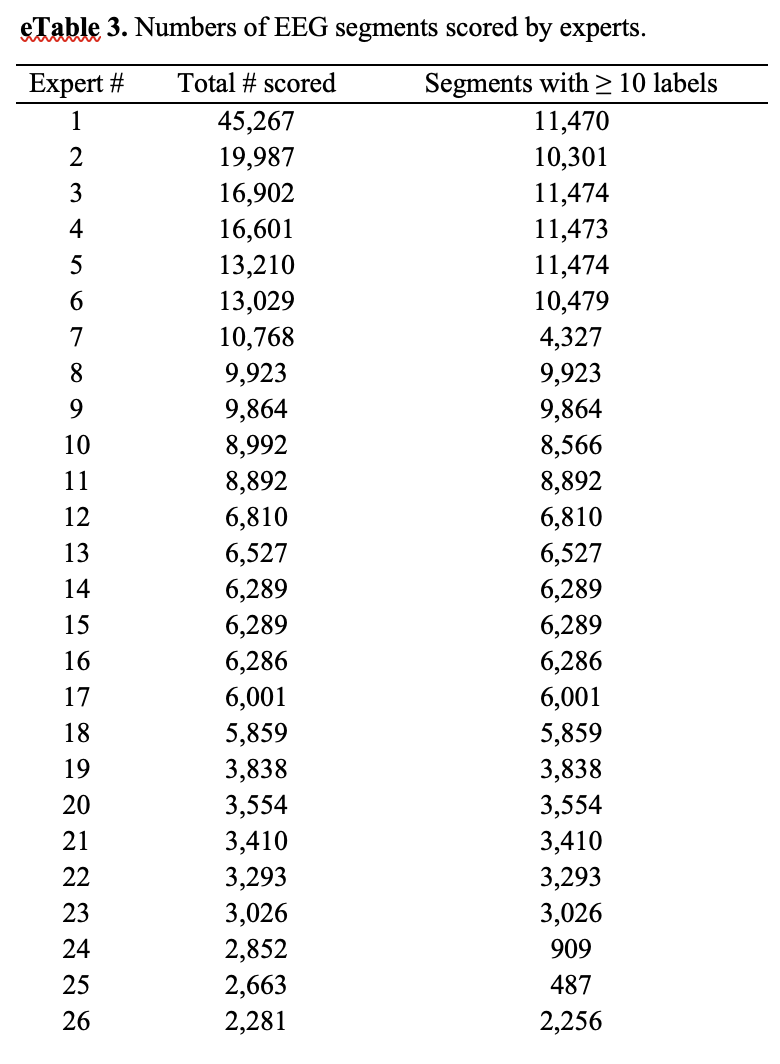 eTable 3. Numbers of EEG segments scored by experts.
Expert # Total # scored Segments with ≥ 10 labels
1 45,267 11,470
2 19,987 10,301
3 16,902 11,474
4 16,601 11,473
5 13,210 11,474
6 13,029 10,479
7 10,768 4,327
8 9,923 9,923
9 9,864 9,864
10 8,992 8,566
11 8,892 8,892
12 6,810 6,810
13 6,527 6,527
14 6,289 6,289
15 6,289 6,289
16 6,286 6,286
17 6,001 6,001
18 5,859 5,859
19 3,838 3,838
20 3,554 3,554
21 3,410 3,410
22 3,293 3,293
23 3,026 3,026
24 2,852 909
25 2,663 487
26 2,281 2,256